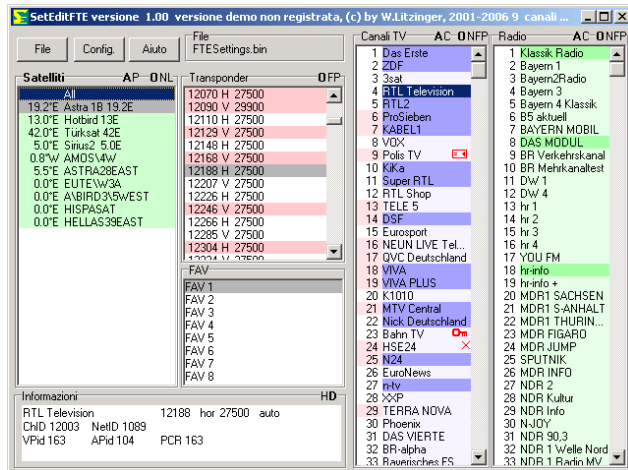 SetEditFTE versione 1.00 versione demo non registrata, (c) by W.Litzinger, 2001-2006 9 canali ...
File Config. Aiuto
File
FTESettings.bin
Satelliti AP ONL
All
19.2°E Astra 1B 19.2E
13.0°E Hotbird 13E
42.0°E Türksat 42E
5.0°E Sirius2 5.0E
0.8°W AMOS\4W
5.5°E ASTRA28EAST
0.0°E EUTE\W3A
0.0°E A\BIRD3\5WEST
0.0°E HISPASAT
0.0°E HELLAS39EAST
Transponder OFP
12070 H 27500
12090 V 29900
12110 H 27500
12129 V 27500
12148 H 27500
12168 V 27500
12188 H 27500
12207 V 27500
12226 H 27500
12246 V 27500
12266 H 27500
12285 V 27500
12304 H 27500
12324 V 27500
FAV
FAV 1
FAV 2
FAV 3
FAV 4
FAV 5
FAV 6
FAV 7
FAV 8
Informazioni HD
RTL Television 12188 hor 27500 auto
ChID 12003 NetID 1089
VPid 163 APid 104 PCR 163
Canali TV AC ONFP
1 Das Erste
2 ZDF
3 3sat
4 RTL Television
5 RTL2
6 ProSieben
7 KABEL1
8 VOX
9 Polis TV
10 KiKa
11 Super RTL
12 RTL Shop
13 TELE 5
14 DSF
15 Eurosport
16 NEUN LIVE Tel...
17 QVC Deutschland
18 VIVA
19 VIVA PLUS
20 K1010
21 MTV Central
22 Nick Deutschland
23 Bahn TV
24 HSE24
25 N24
26 EuroNews
27 n-tv
28 XXP
29 TERRA NOVA
30 Phoenix
31 DAS VIERTE
32 BR-alpha
33 Bayerisches FS
Radio AC ONFP
1 Klassik Radio
2 Bayern 1
3 Bayern2Radio
4 Bayern 3
5 Bayern 4 Klassik
6 B5 aktuell
7 BAYERN MOBIL
8 DAS MODUL
9 BR Verkehrskanal
10 BR Mehrkanaltest
11 DW 1
12 DW 4
13 hr 1
14 hr 2
15 hr 3
16 hr 4
17 YOU FM
18 hr-info
19 hr-info +
20 MDR1 SACHSEN
21 MDR1 S-ANHALT
22 MDR1 THURIN...
23 MDR FIGARO
24 MDR JUMP
25 SPUTNIK
26 MDR INFO
27 NDR 2
28 NDR Kultur
29 NDR Info
30 N-JOY
31 NDR 90,3
32 NDR 1 Welle Nord
33 NDR 1 Radio MV